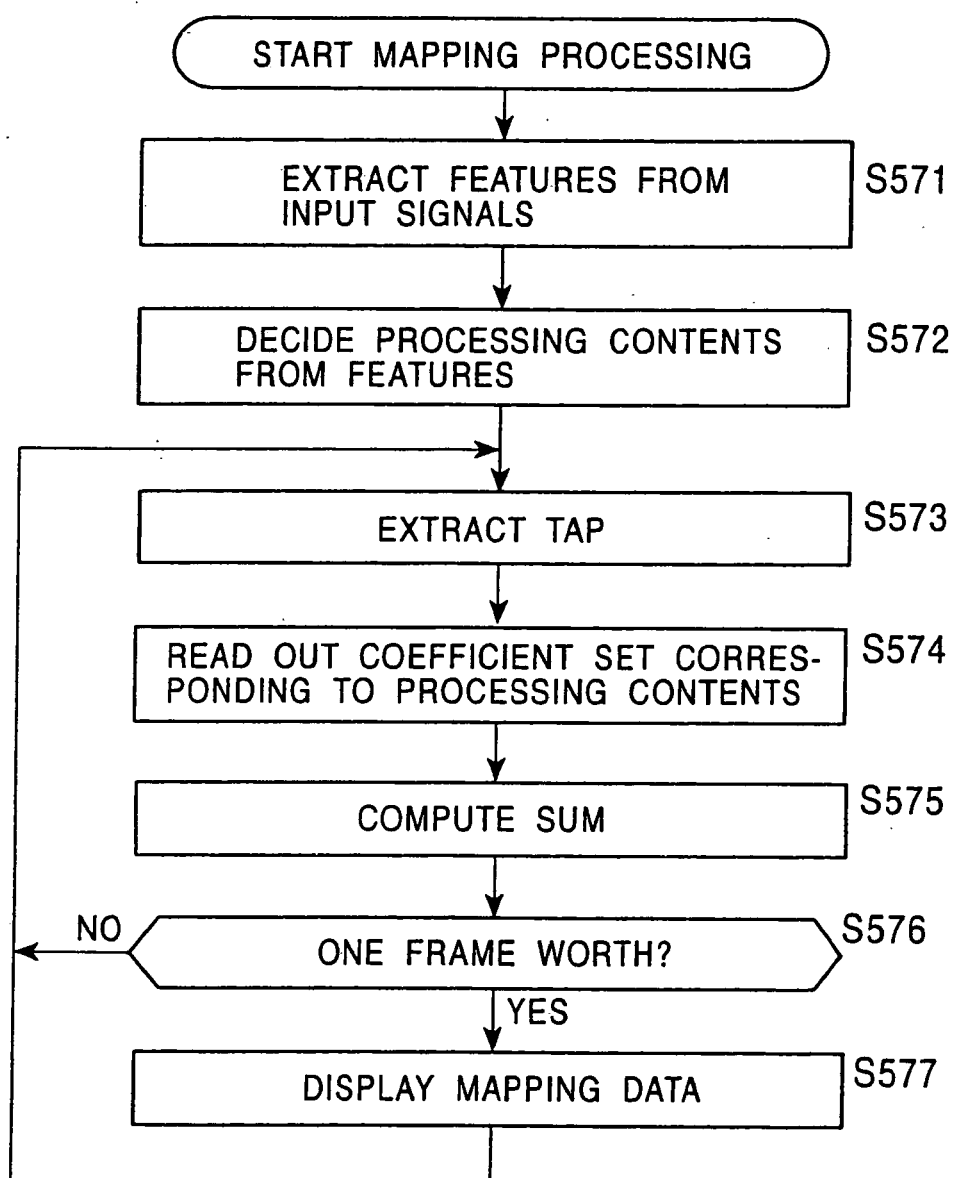 START MAPPING PROCESSING
EXTRACT FEATURES FROM
INPUT SIGNALS
S571
DECIDE PROCESSING CONTENTS
FROM FEATURES
S572
EXTRACT TAP
S573
READ OUT COEFFICIENT SET CORRES-
PONDING TO PROCESSING CONTENTS
S574
COMPUTE SUM
S575
NO
ONE FRAME WORTH?
S576
YES
DISPLAY MAPPING DATA
S577